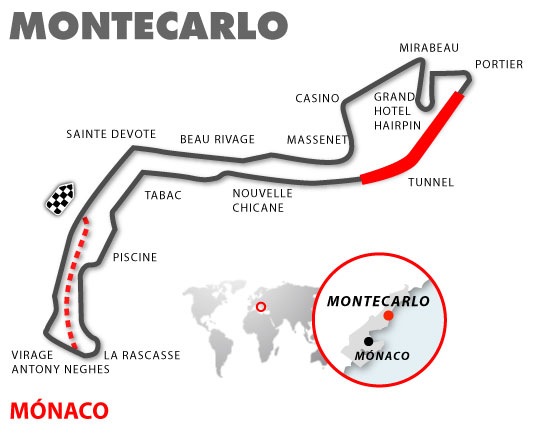 MONTECARLO
MIRABEAU
PORTIER
CASINO
GRAND
HOTEL
HAIRPIN
SAINTE DEVOTE
BEAU RIVAGE
MASSENET
TUNNEL
TABAC
NOUVELLE
CHICANE
PISCINE
VIRAGE
ANTONY NEGHES
LA RASCASSE
MONTECARLO
MÓNACO
MÓNACO